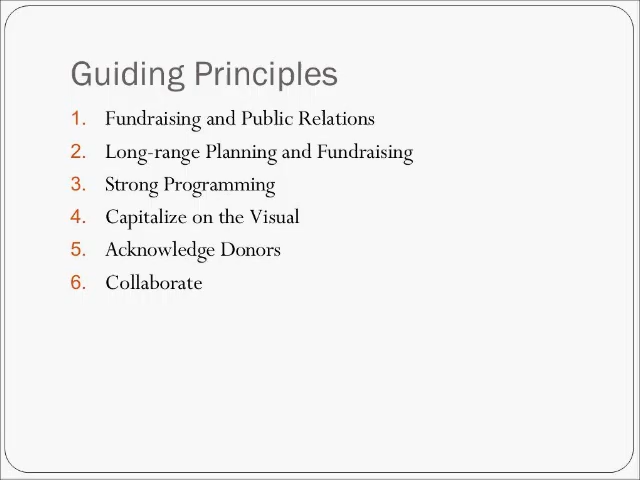 Guiding Principles
1. Fundraising and Public Relations
2. Long-range Planning and Fundraising
3. Strong Programming
4. Capitalize on the Visual
5. Acknowledge Donors
6. Collaborate